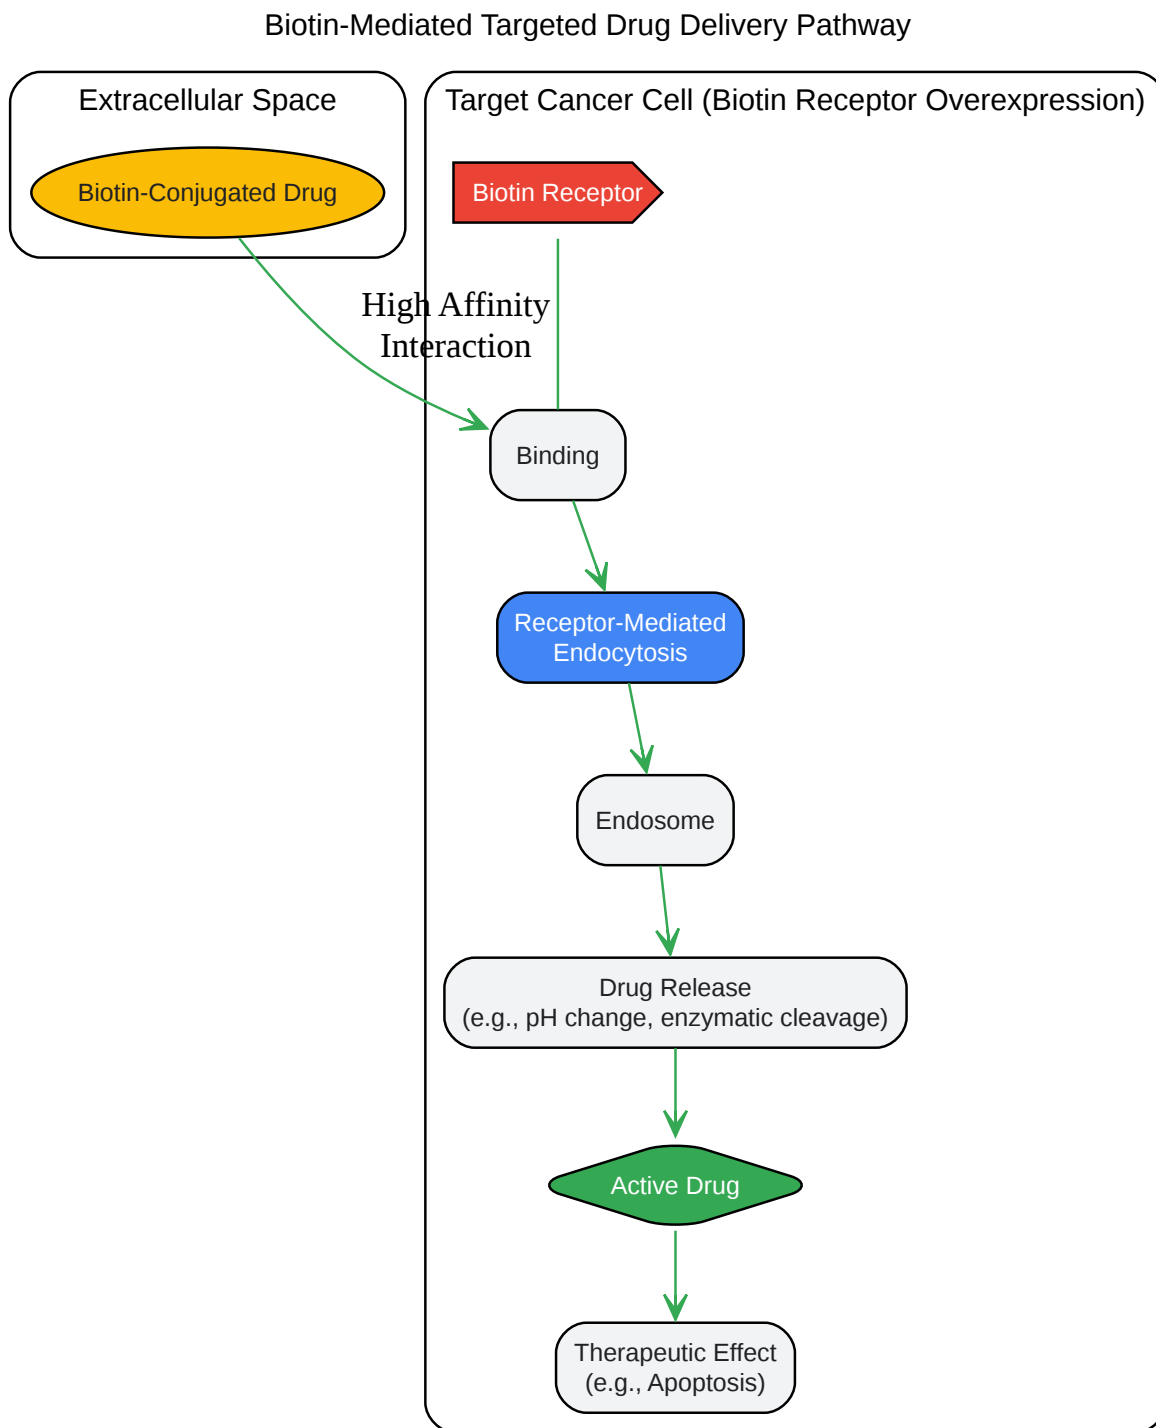 Biotin-Mediated Targeted Drug Delivery Pathway
Extracellular Space
Target Cancer Cell (Biotin Receptor Overexpression)
Biotin-Conjugated Drug
Biotin Receptor
High Affinity
Interaction
Binding
Receptor-Mediated
Endocytosis
Endosome
Drug Release
(e.g., pH change, enzymatic cleavage)
Active Drug
Therapeutic Effect
(e.g., Apoptosis)